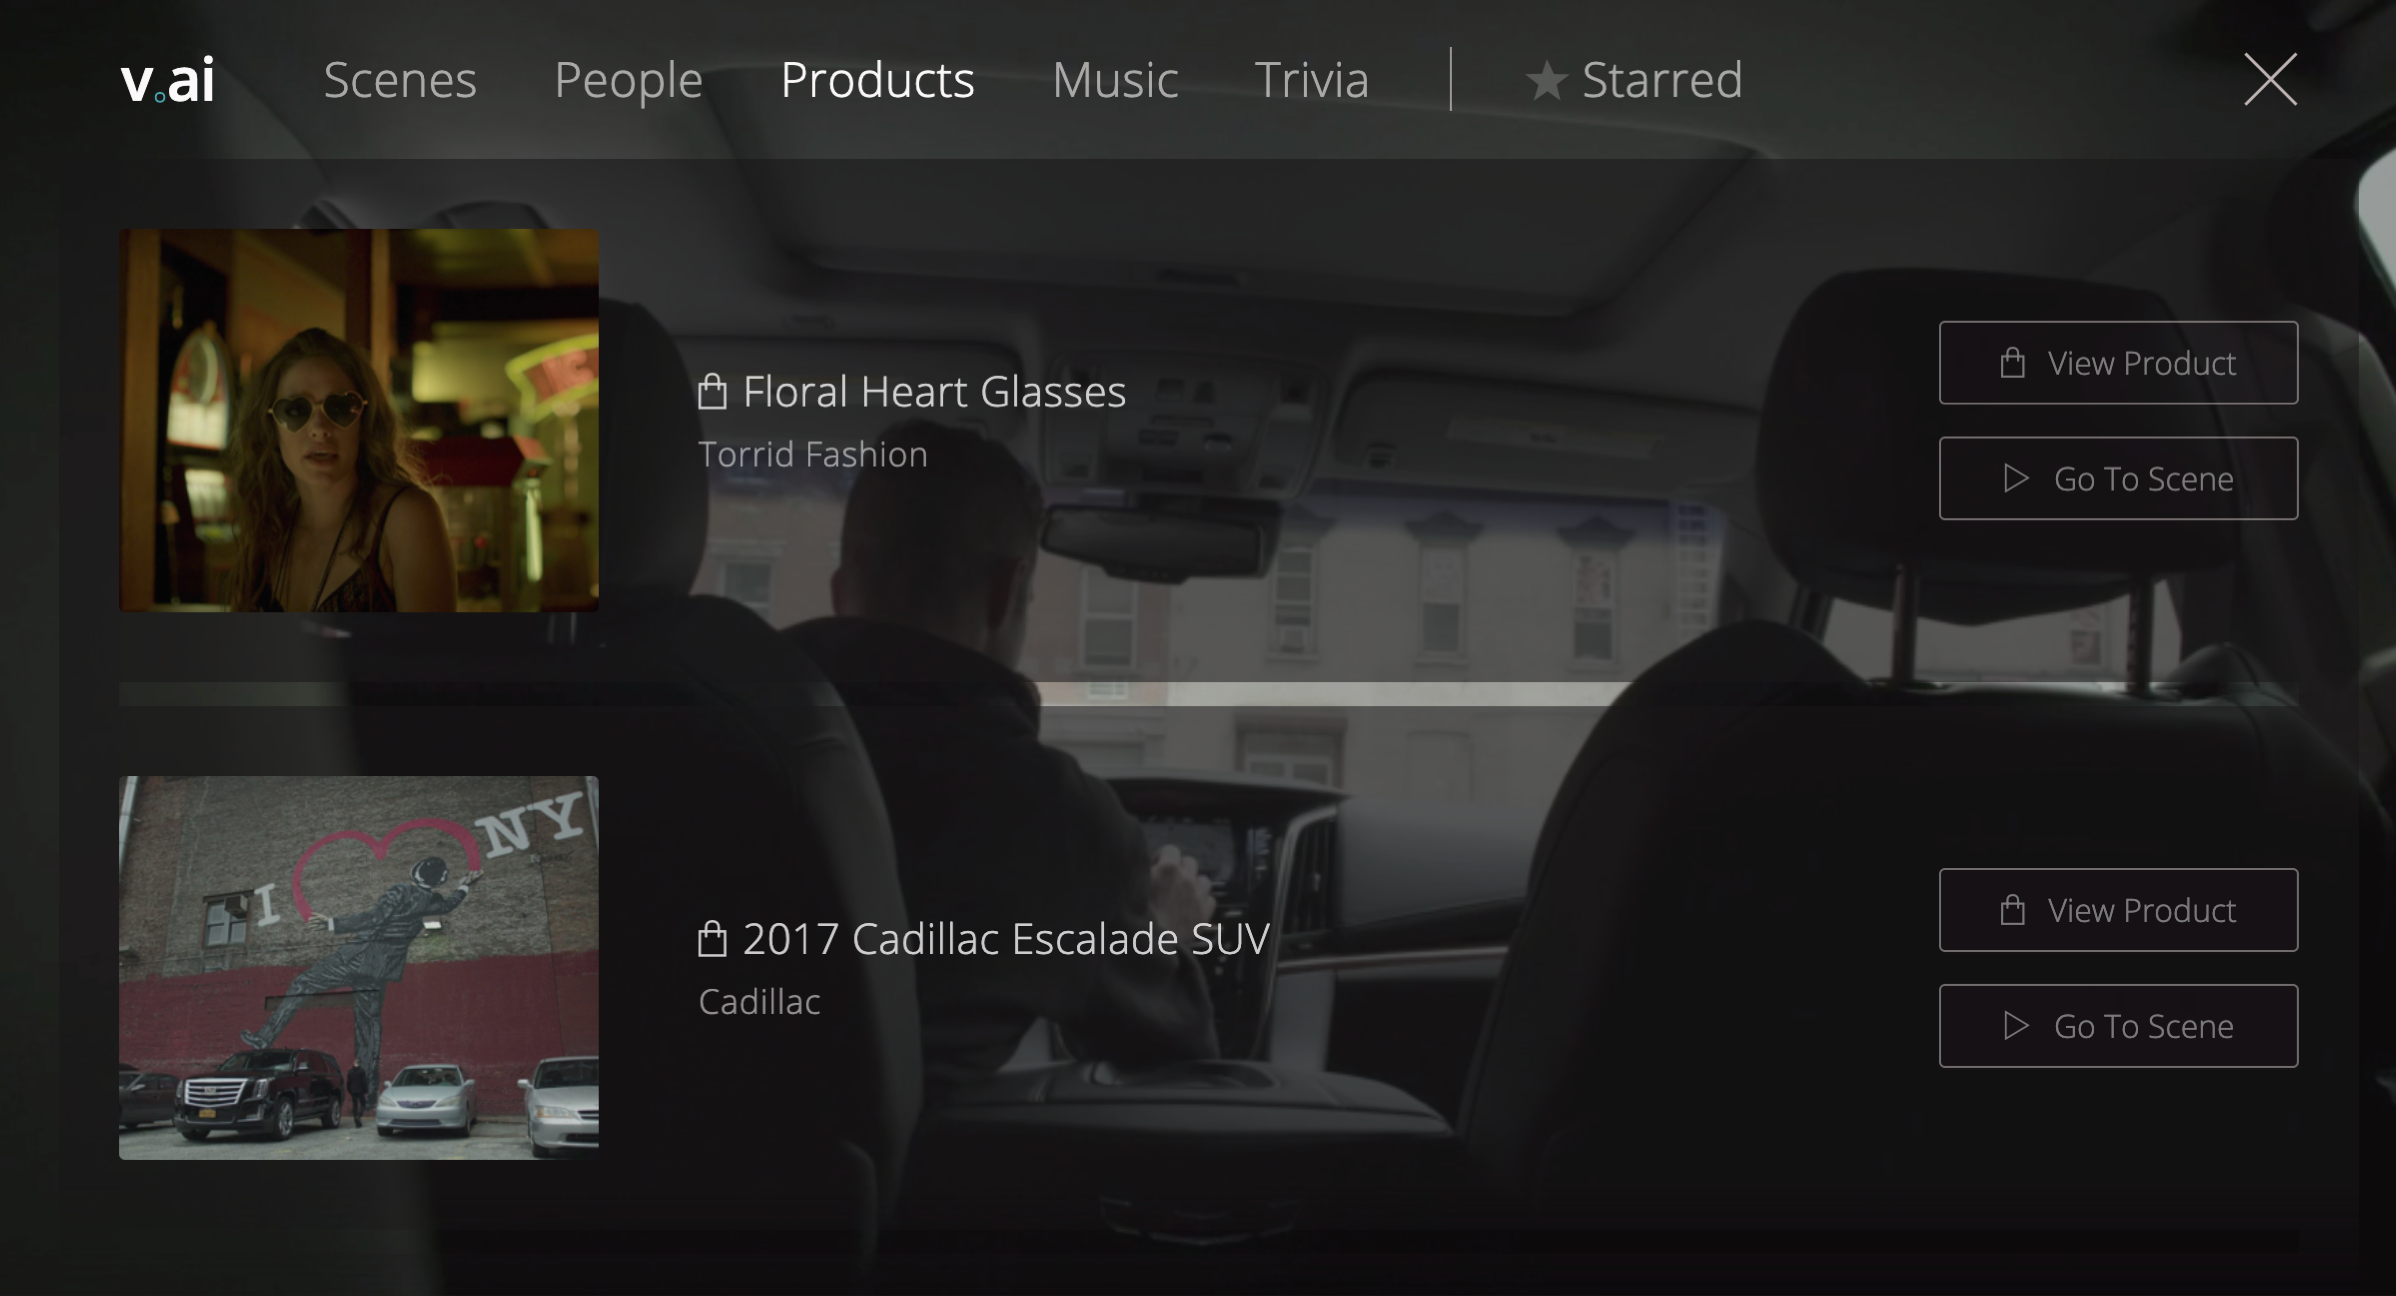 v.ai Scenes People Products Music Trivia Starred
Floral Heart Glasses
Torrid Fashion
View Product
Go To Scene
I NY
2017 Cadillac Escalade SUV
Cadillac
View Product
Go To Scene